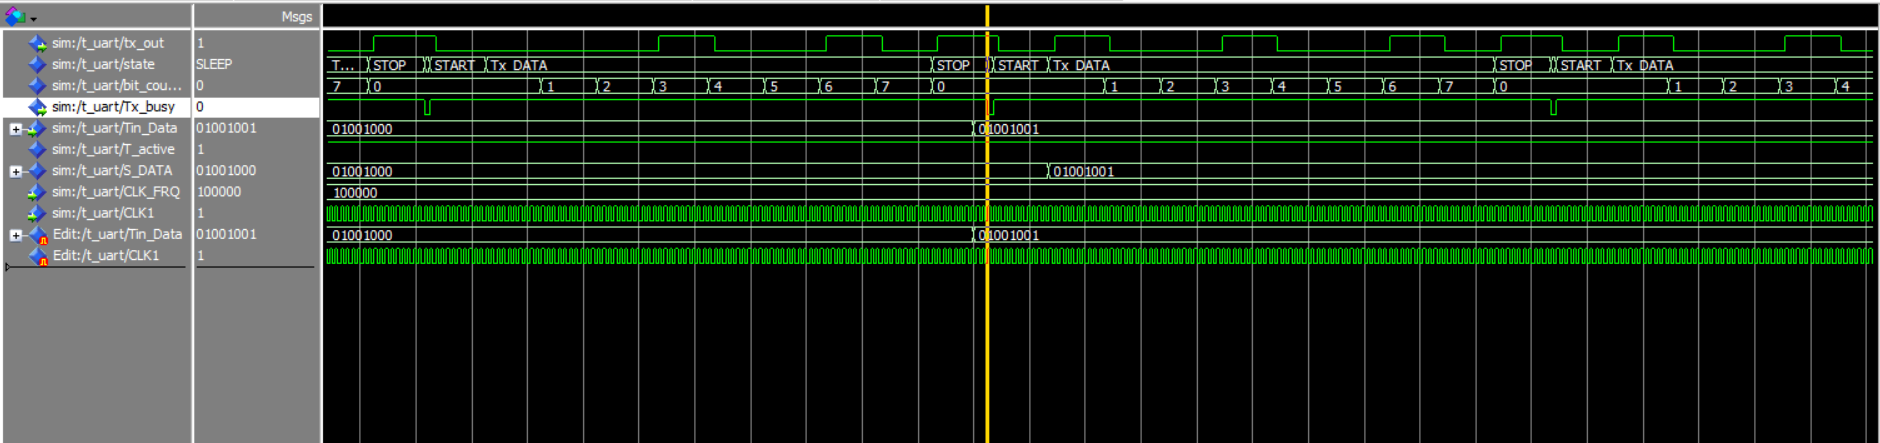 Msgs
sim:/t_uart/tx_out 1
sim:/t_uart/state SLEEP T... STOP START Tx DATA STOP START Tx DATA STOP START Tx DATA
sim:/t_uart/bit_cou... 0 7 0 1 2 3 4 5 6 7 0 1 2 3 4 5 6 7 0 1 2 3 4
sim:/t_uart/Tx_busy 0
sim:/t_uart/Tin_Data 01001001 01001000 01001001
sim:/t_uart/T_active 1
sim:/t_uart/S_DATA 01001000 01001000 01001001
sim:/t_uart/CLK_FRQ 100000 100000
sim:/t_uart/CLK1 1
Edit:/t_uart/Tin_Data 01001001 01001000 01001001
Edit:/t_uart/CLK1 1